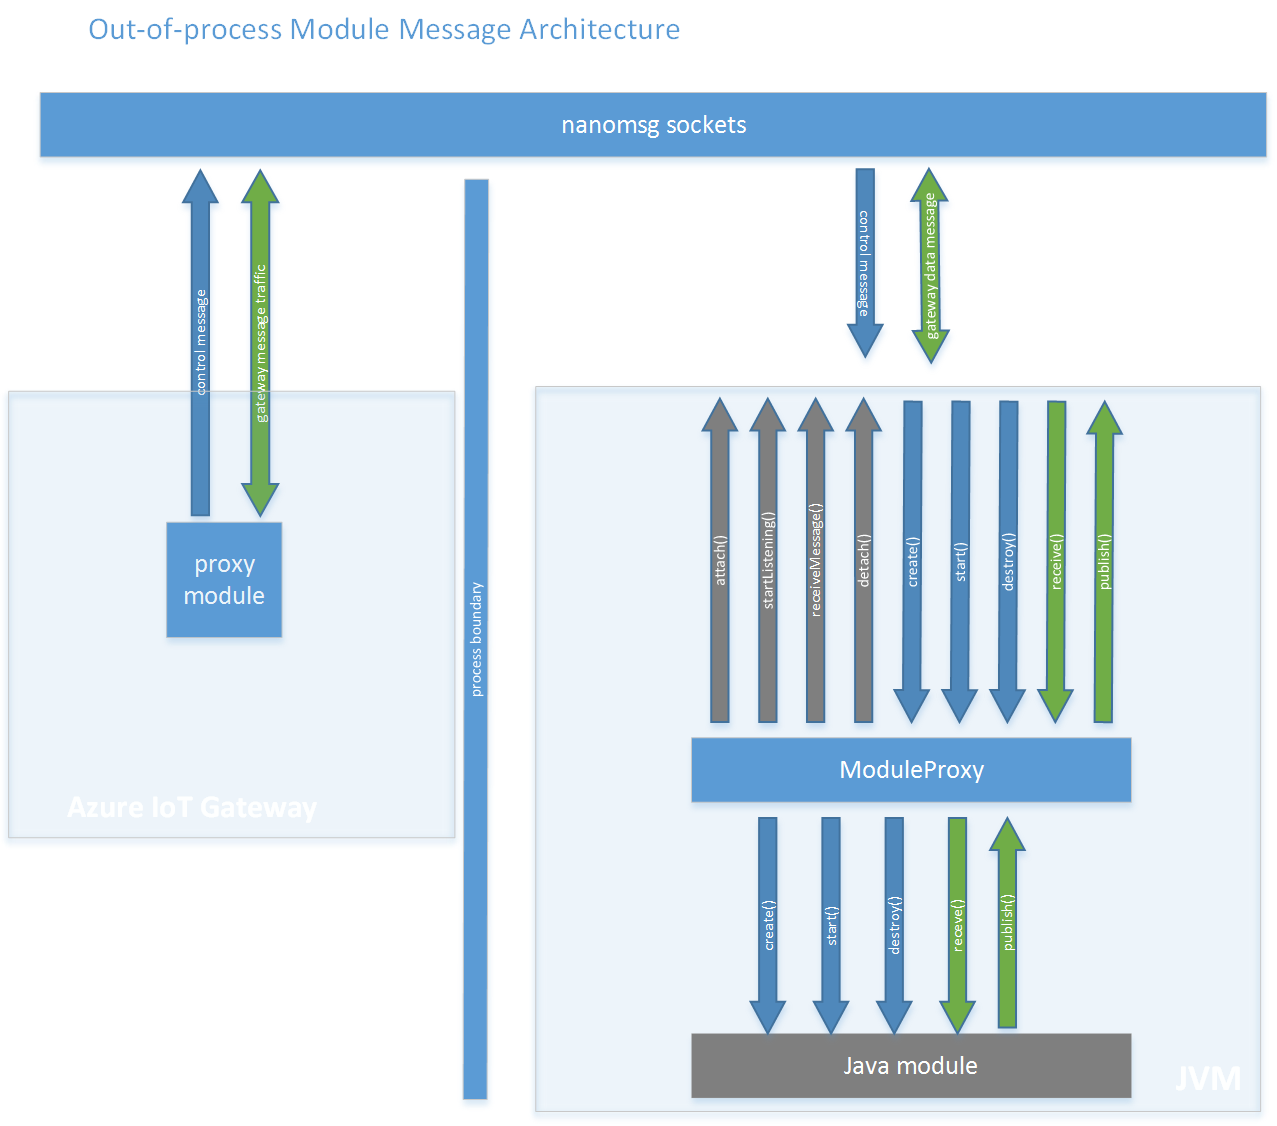 Out-of-process Module Message Architecture
nanomsg sockets
control message
gateway message traffic
control message
gateway data message
proxy
module
Azure IoT Gateway
process boundary
attach()
startListening()
receiveMessage()
detach()
create()
start()
destroy()
receive()
publish()
ModuleProxy
create()
start()
destroy()
receve()
publish()
Java module
JVM